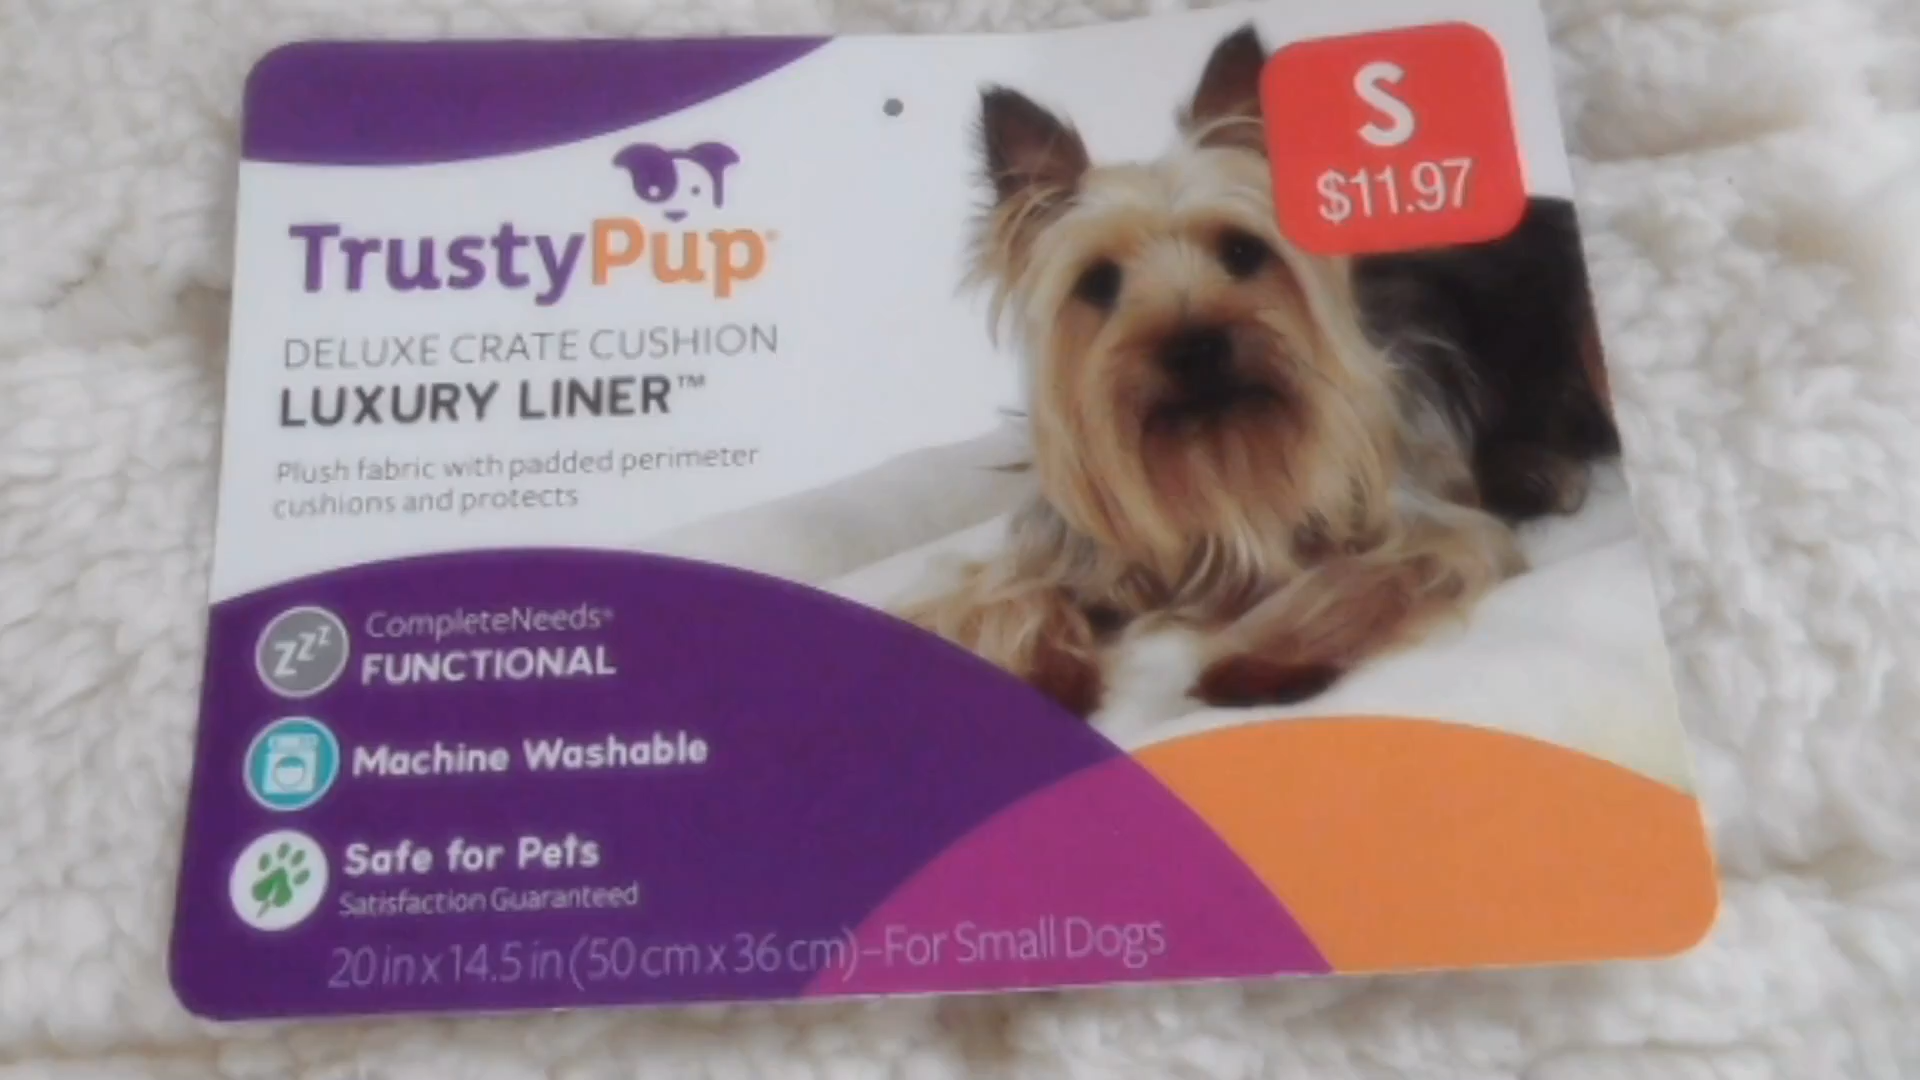 S
$11.97
TrustyPup®
DELUXE CRATE CUSHION
LUXURY LINER™
Plush fabric with padded perimeter
cushions and protects
zzz
CompleteNeeds®
FUNCTIONAL
Machine Washable
Safe for Pets
Satisfaction Guaranteed
20 in x 14.5 in (50 cm x 36 cm)–For Small Dogs